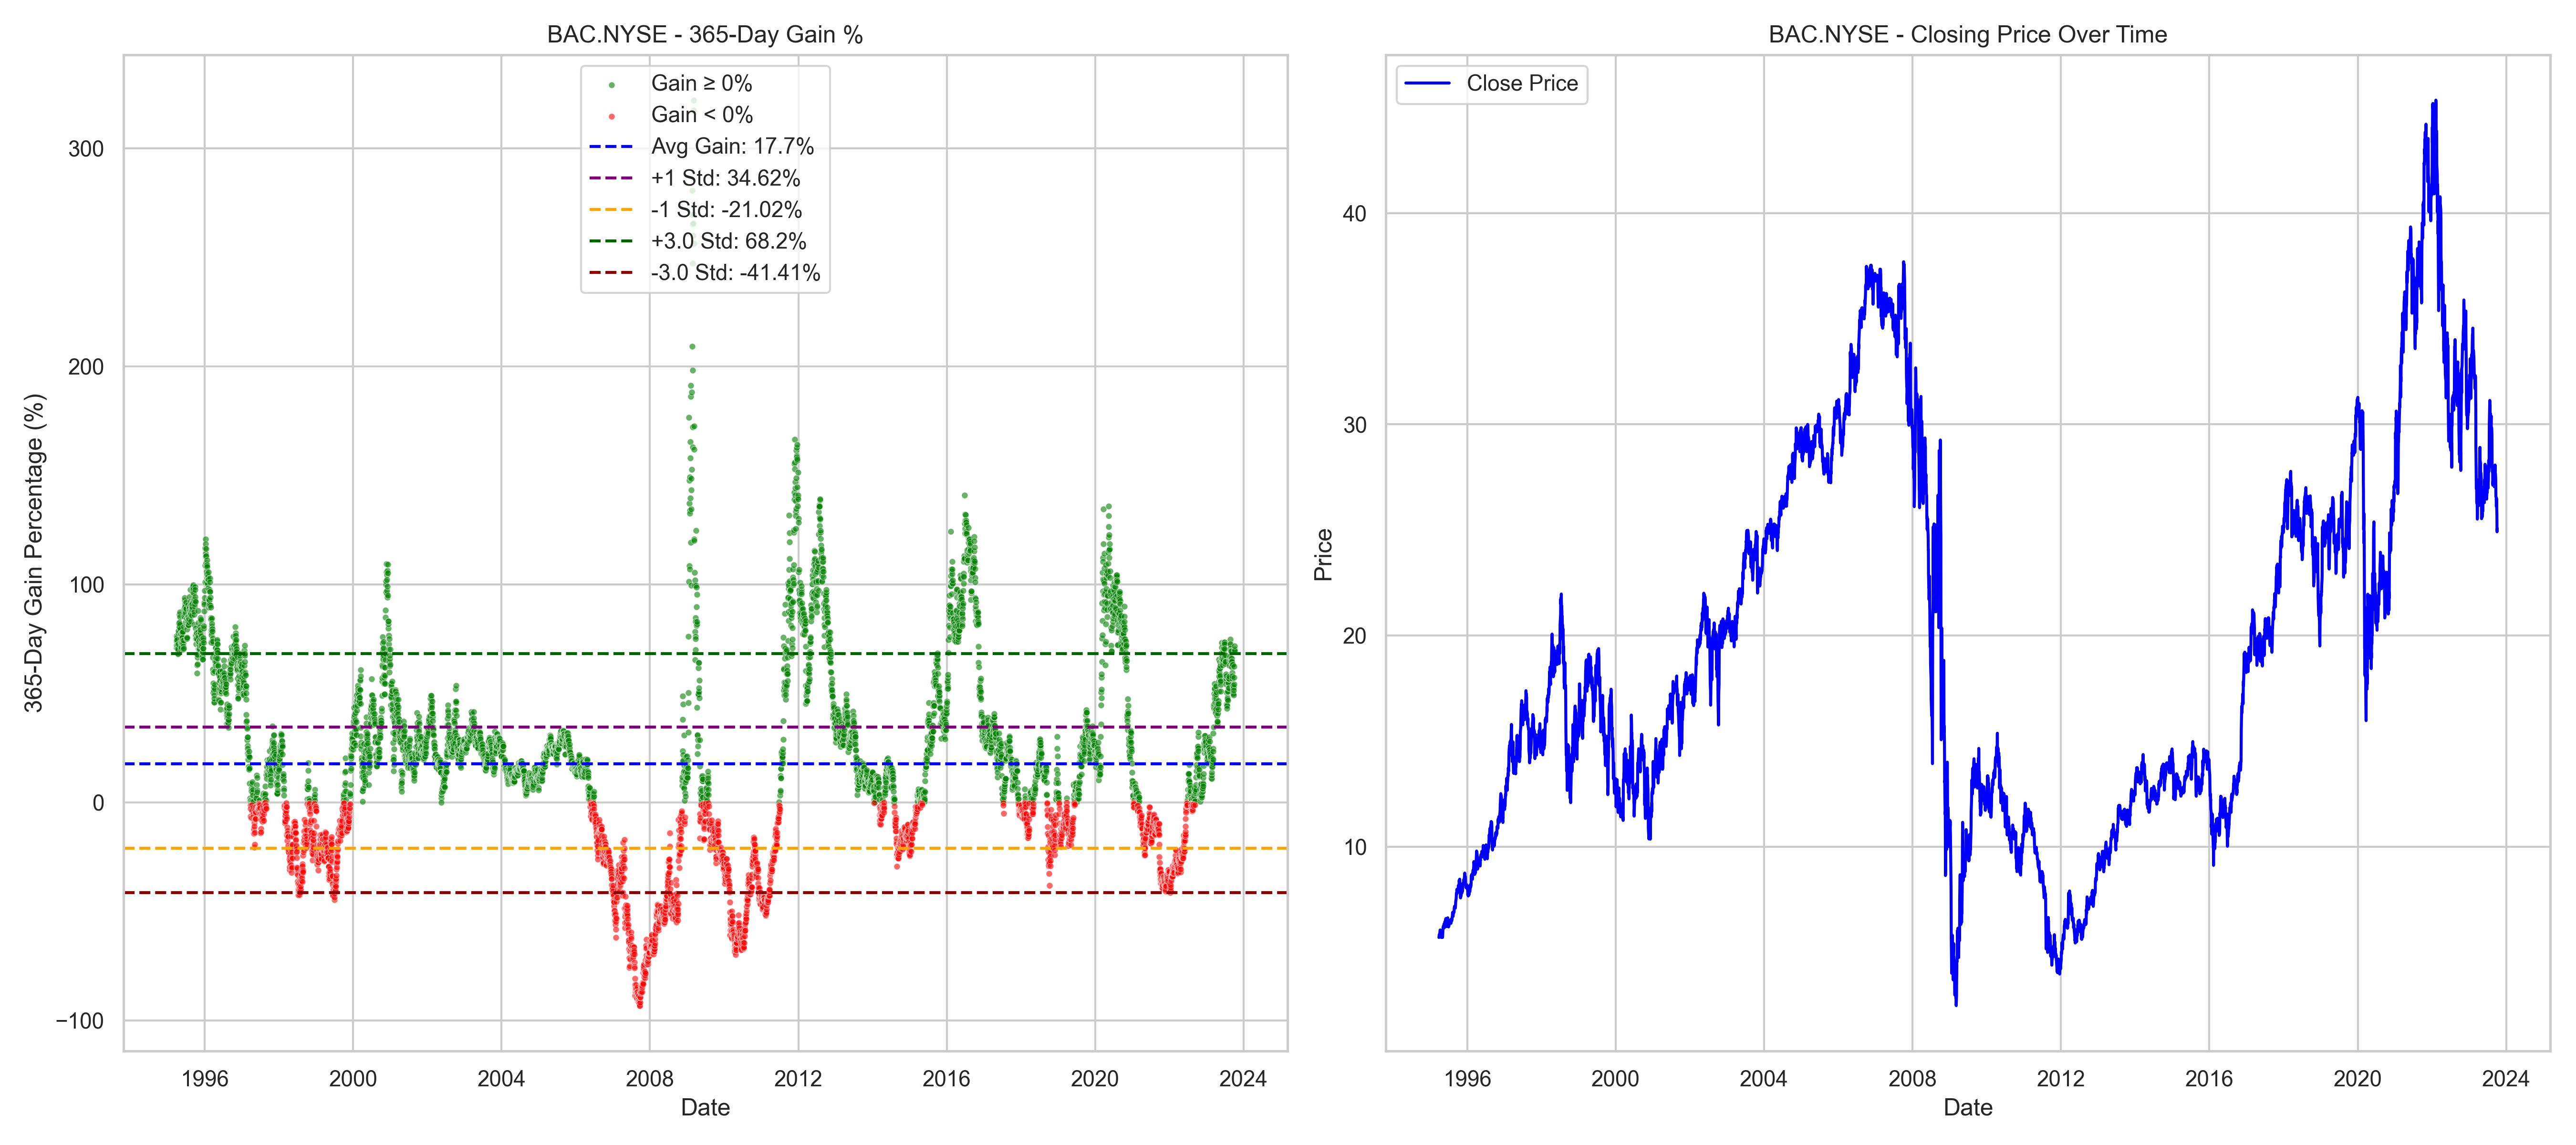 BAC.NYSE - 365-Day Gain %
Gain ≥ 0%
Gain < 0%
Avg Gain: 17.7%
+1 Std: 34.62%
-1 Std: -21.02%
+3.0 Std: 68.2%
-3.0 Std: -41.41%
365-Day Gain Percentage (%)
300
200
100
0
−100
1996 2000 2004 2008 2012 2016 2020 2024
Date
BAC.NYSE - Closing Price Over Time
Close Price
Price
40
30
20
10
1996 2000 2004 2008 2012 2016 2020 2024
Date